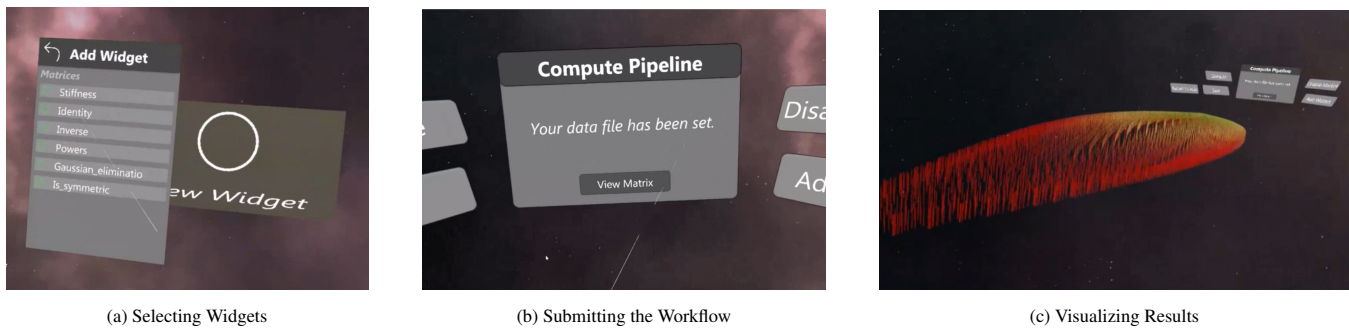 Add Widget
Matrices
Stiffness
Identity
Inverse
Powers
Gaussian_eliminatio
Is_symmetric
ew Widget
Compute Pipeline
Your data file has been set.
View Matrix
e
Disa
Ad
Compute Pipeline
(a) Selecting Widgets
(b) Submitting the Workflow
(c) Visualizing Results